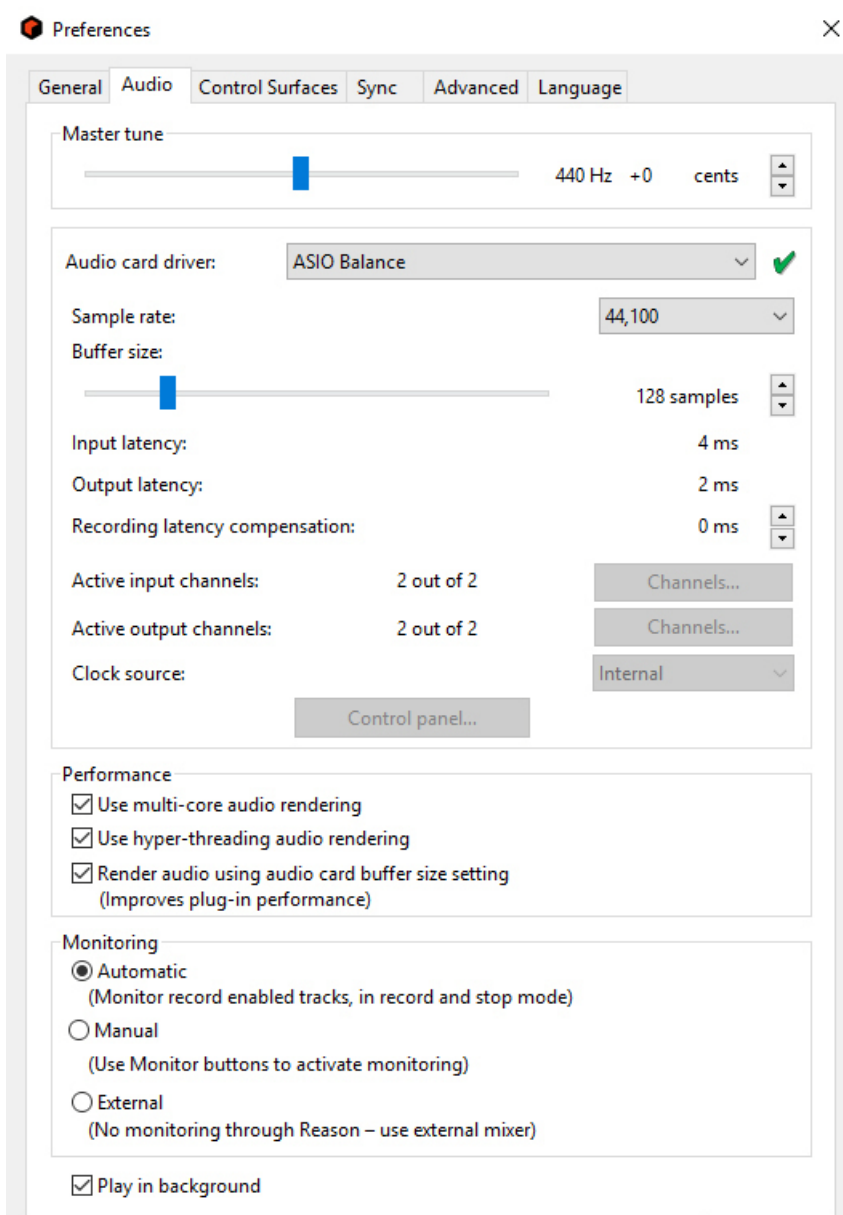 Preferences
General Audio Control Surfaces Sync Advanced Language
Master tune
440 Hz +0 cents
Audio card driver: ASIO Balance
Sample rate: 44,100
Buffer size:
128 samples
Input latency: 4 ms
Output latency: 2 ms
Recording latency compensation: 0 ms
Active input channels: 2 out of 2 Channels...
Active output channels: 2 out of 2 Channels...
Clock source: Internal
Control panel...
Performance
Use multi-core audio rendering
Use hyper-threading audio rendering
Render audio using audio card buffer size setting
(Improves plug-in performance)
Monitoring
Automatic
(Monitor record enabled tracks, in record and stop mode)
Manual
(Use Monitor buttons to activate monitoring)
External
(No monitoring through Reason – use external mixer)
Play in background